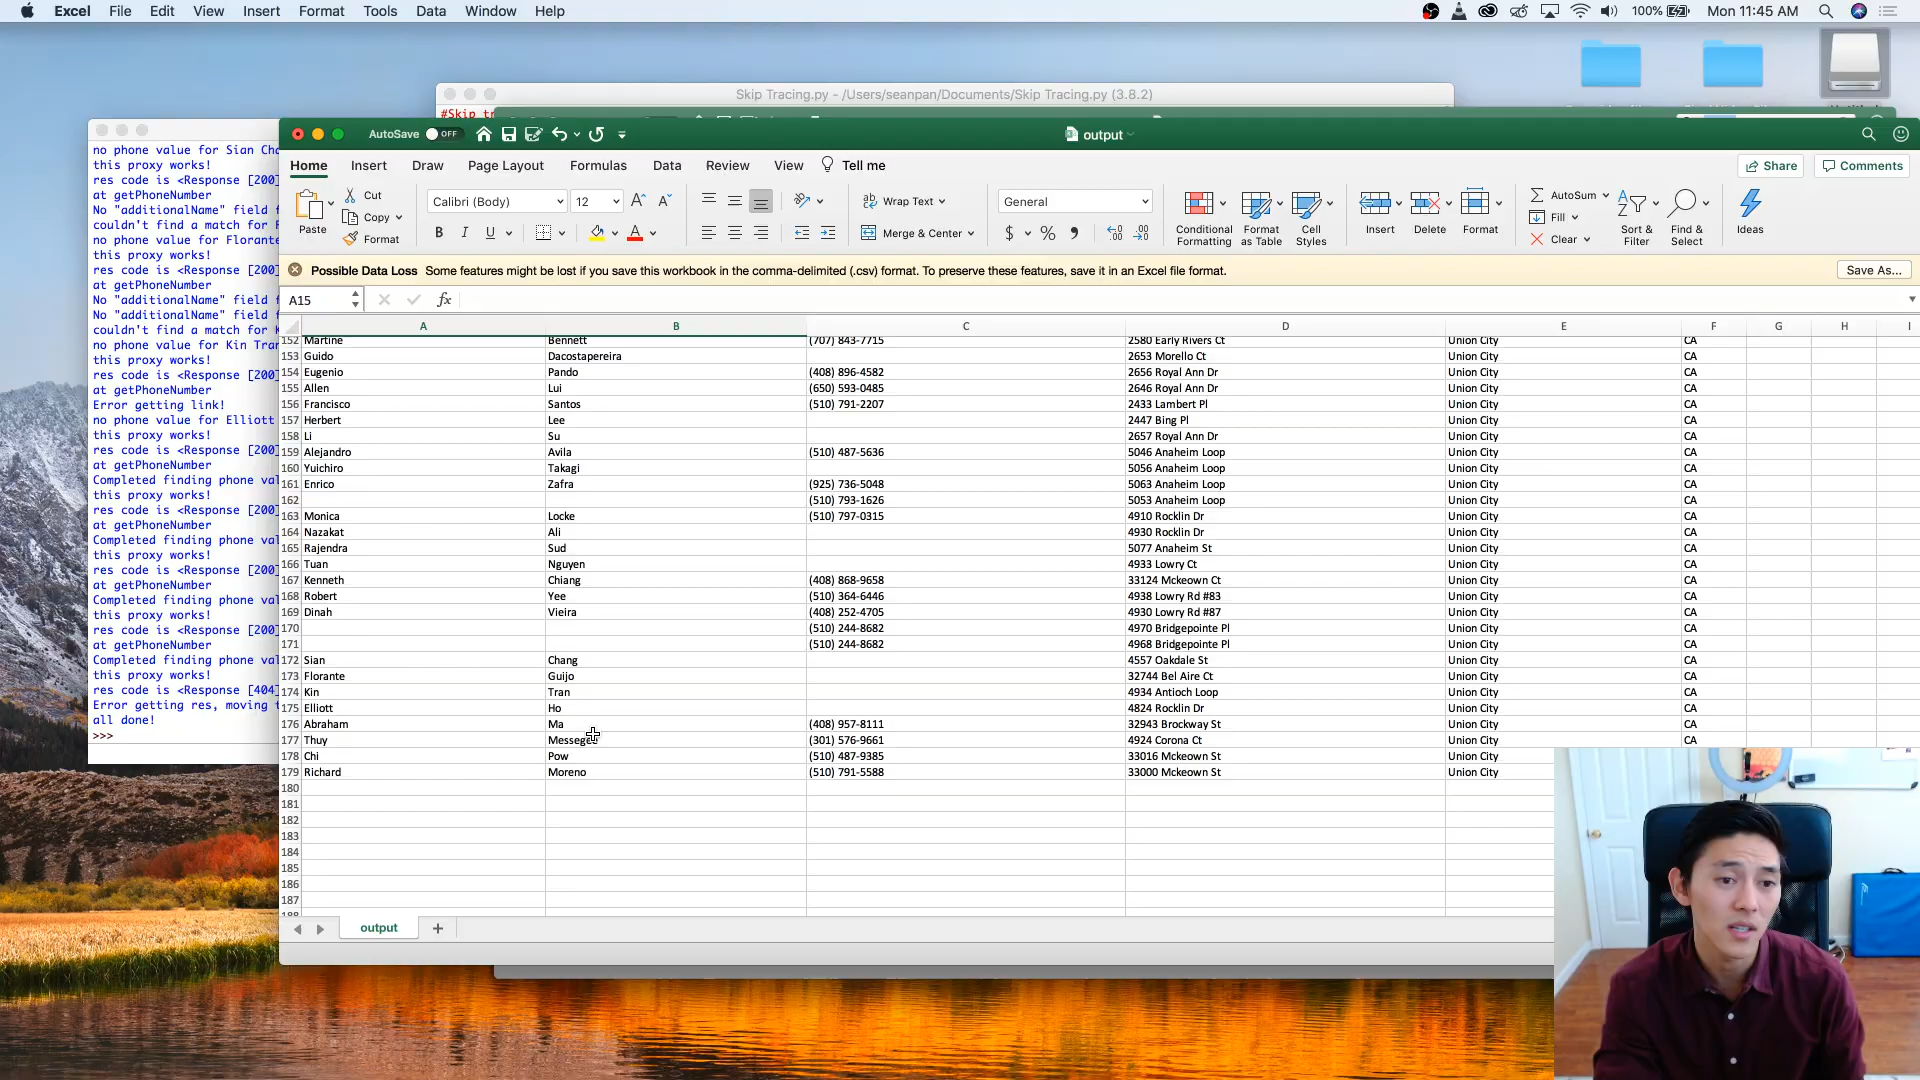 Excel File Edit View Insert Format Tools Data Window Help
100% Mon 11:45 AM
Skip Tracing.py - /Users/seanpan/Documents/Skip Tracing.py (3.8.2)
#Skip tr
no phone value for Sian Cha
this proxy works!
res code is <Response [200]
at getPhoneNumber
No "additionalName" field f
couldn't find a match for F
no phone value for Florante
this proxy works!
res code is <Response [200]
at getPhoneNumber
No "additionalName" field f
No "additionalName" field f
couldn't find a match for K
no phone value for Kin Tran
this proxy works!
res code is <Response [200]
at getPhoneNumber
Error getting link!
no phone value for Elliott
this proxy works!
res code is <Response [200]
at getPhoneNumber
Completed finding phone val
this proxy works!
res code is <Response [200]
at getPhoneNumber
Completed finding phone val
this proxy works!
res code is <Response [200]
at getPhoneNumber
Completed finding phone val
this proxy works!
res code is <Response [200]
at getPhoneNumber
Completed finding phone val
this proxy works!
res code is <Response [404]
Error getting res, moving t
all done!
>>>
AutoSave OFF output
Home Insert Draw Page Layout Formulas Data Review View Tell me Share Comments
Paste Cut Copy Format
Calibri (Body) 12
B I U A
Wrap Text
Merge & Center
General
$ % 9
Conditional Formatting
Format as Table
Cell Styles
Insert Delete Format
AutoSum
Fill
Clear
Sort & Filter
Find & Select
Ideas
Possible Data Loss Some features might be lost if you save this workbook in the comma-delimited (.csv) format. To preserve these features, save it in an Excel file format. Save As...
A15 fx
A B C D E F G H I
152 Martine Bennett (707) 843-7715 2580 Early Rivers Ct Union City CA
153 Guido Dacostapereira 2653 Morello Ct Union City CA
154 Eugenio Pando (408) 896-4582 2656 Royal Ann Dr Union City CA
155 Allen Lui (650) 593-0485 2646 Royal Ann Dr Union City CA
156 Francisco Santos (510) 791-2207 2433 Lambert Pl Union City CA
157 Herbert Lee 2447 Bing Pl Union City CA
158 Li Su 2657 Royal Ann Dr Union City CA
159 Alejandro Avila (510) 487-5636 5046 Anaheim Loop Union City CA
160 Yuichiro Takagi 5056 Anaheim Loop Union City CA
161 Enrico Zafra (925) 736-5048 5063 Anaheim Loop Union City CA
162 (510) 793-1626 5053 Anaheim Loop Union City CA
163 Monica Locke (510) 797-0315 4910 Rocklin Dr Union City CA
164 Nazakat Ali 4930 Rocklin Dr Union City CA
165 Rajendra Sud 5077 Anaheim St Union City CA
166 Tuan Nguyen 4933 Lowry Ct Union City CA
167 Kenneth Chiang (408) 868-9658 33124 Mckeown Ct Union City CA
168 Robert Yee (510) 364-6446 4938 Lowry Rd #83 Union City CA
169 Dinah Vieira (408) 252-4705 4930 Lowry Rd #87 Union City CA
170 (510) 244-8682 4970 Bridgepointe Pl Union City CA
171 (510) 244-8682 4968 Bridgepointe Pl Union City CA
172 Sian Chang 4557 Oakdale St Union City CA
173 Florante Guijo 32744 Bel Aire Ct Union City CA
174 Kin Tran 4934 Antioch Loop Union City CA
175 Elliott Ho 4824 Rocklin Dr Union City CA
176 Abraham Ma (408) 957-8111 32943 Brockway St Union City CA
177 Thuy (301) 576-9661 4924 Corona Ct Union City CA
178 Chi Pow (510) 487-9385 33016 Mckeown St Union City
179 Richard Moreno (510) 791-5588 33000 Mckeown St Union City
180
181
182
183
184
185
186
187
188
output